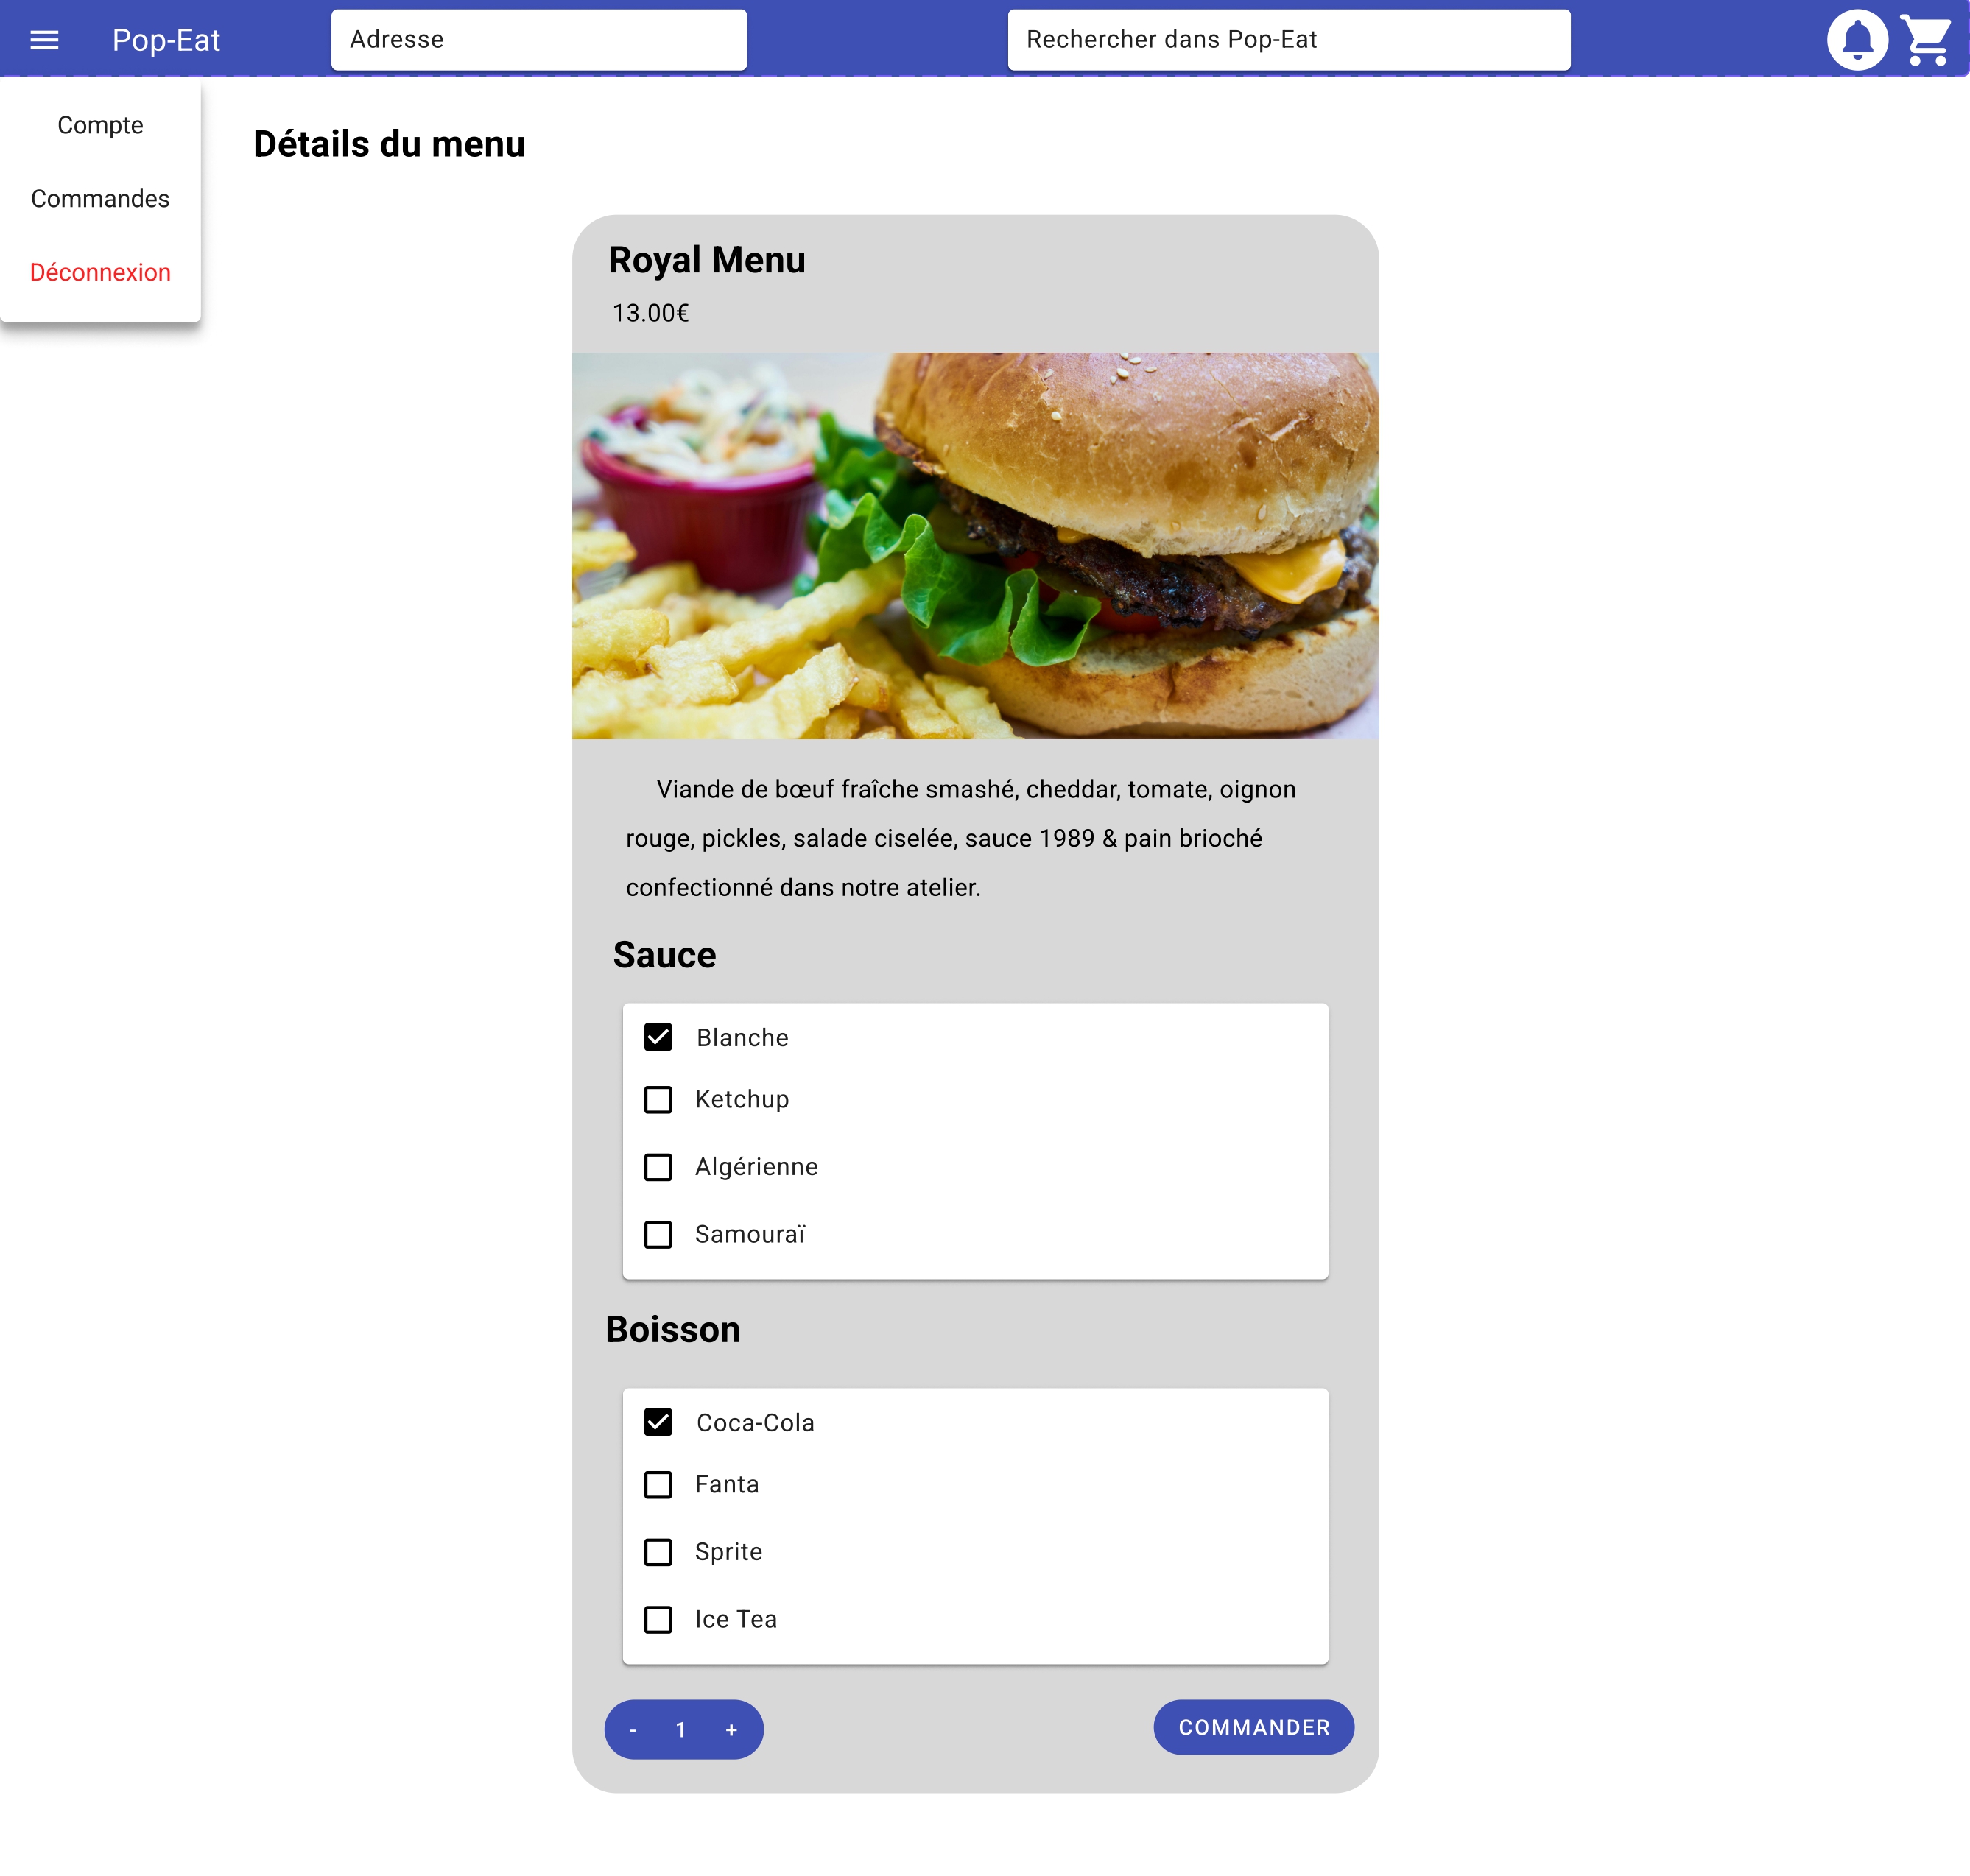 Pop-Eat
Adresse
Rechercher dans Pop-Eat
Compte
Commandes
Déconnexion
Détails du menu
Royal Menu
13.00€
Viande de bœuf fraîche smashé, cheddar, tomate, oignon
rouge, pickles, salade ciselée, sauce 1989 & pain brioché
confectionné dans notre atelier.
Sauce
Blanche
Ketchup
Algérienne
Samouraï
Boisson
Coca-Cola
Fanta
Sprite
Ice Tea
- 1 +
COMMANDER